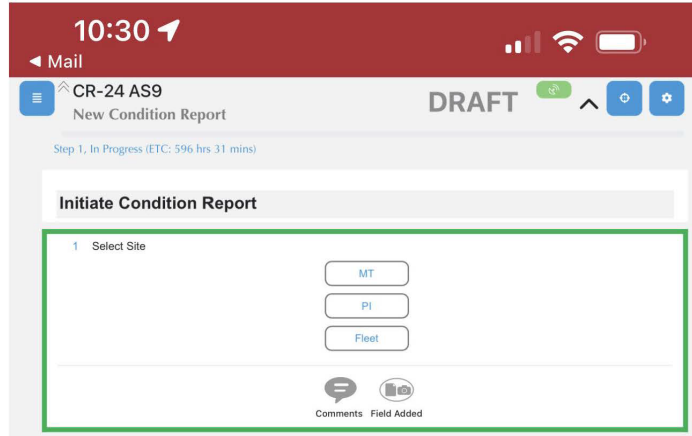 10:30
◀ Mail
CR-24 AS9
DRAFT
New Condition Report
Step 1, In Progress (ETC: 596 hrs 31 mins)
Initiate Condition Report
1 Select Site
MT
PI
Fleet
Comments Field Added